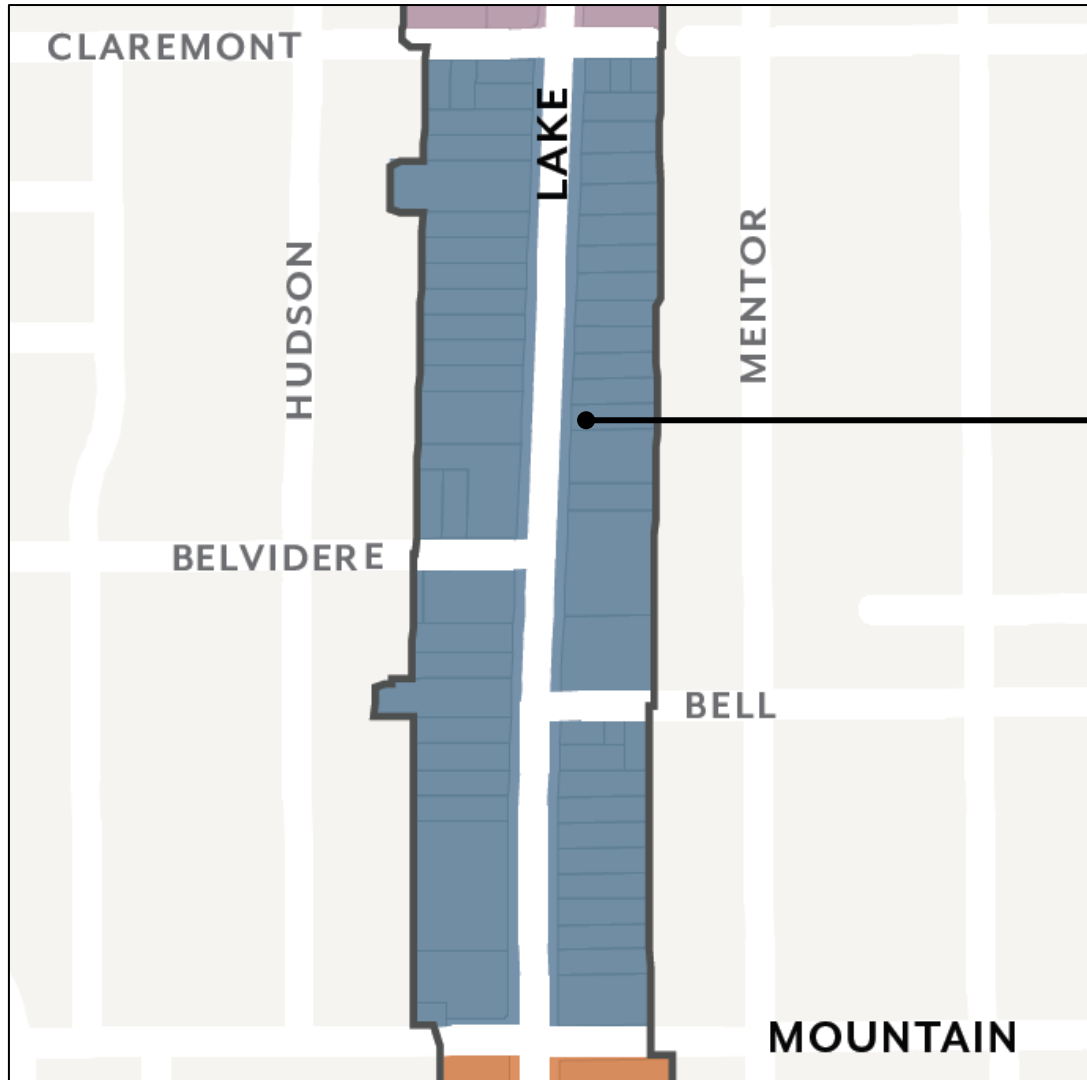 CLAREMONT
LAKE
HUDSON
MENTOR
BELVIDERE
BELL
MOUNTAIN